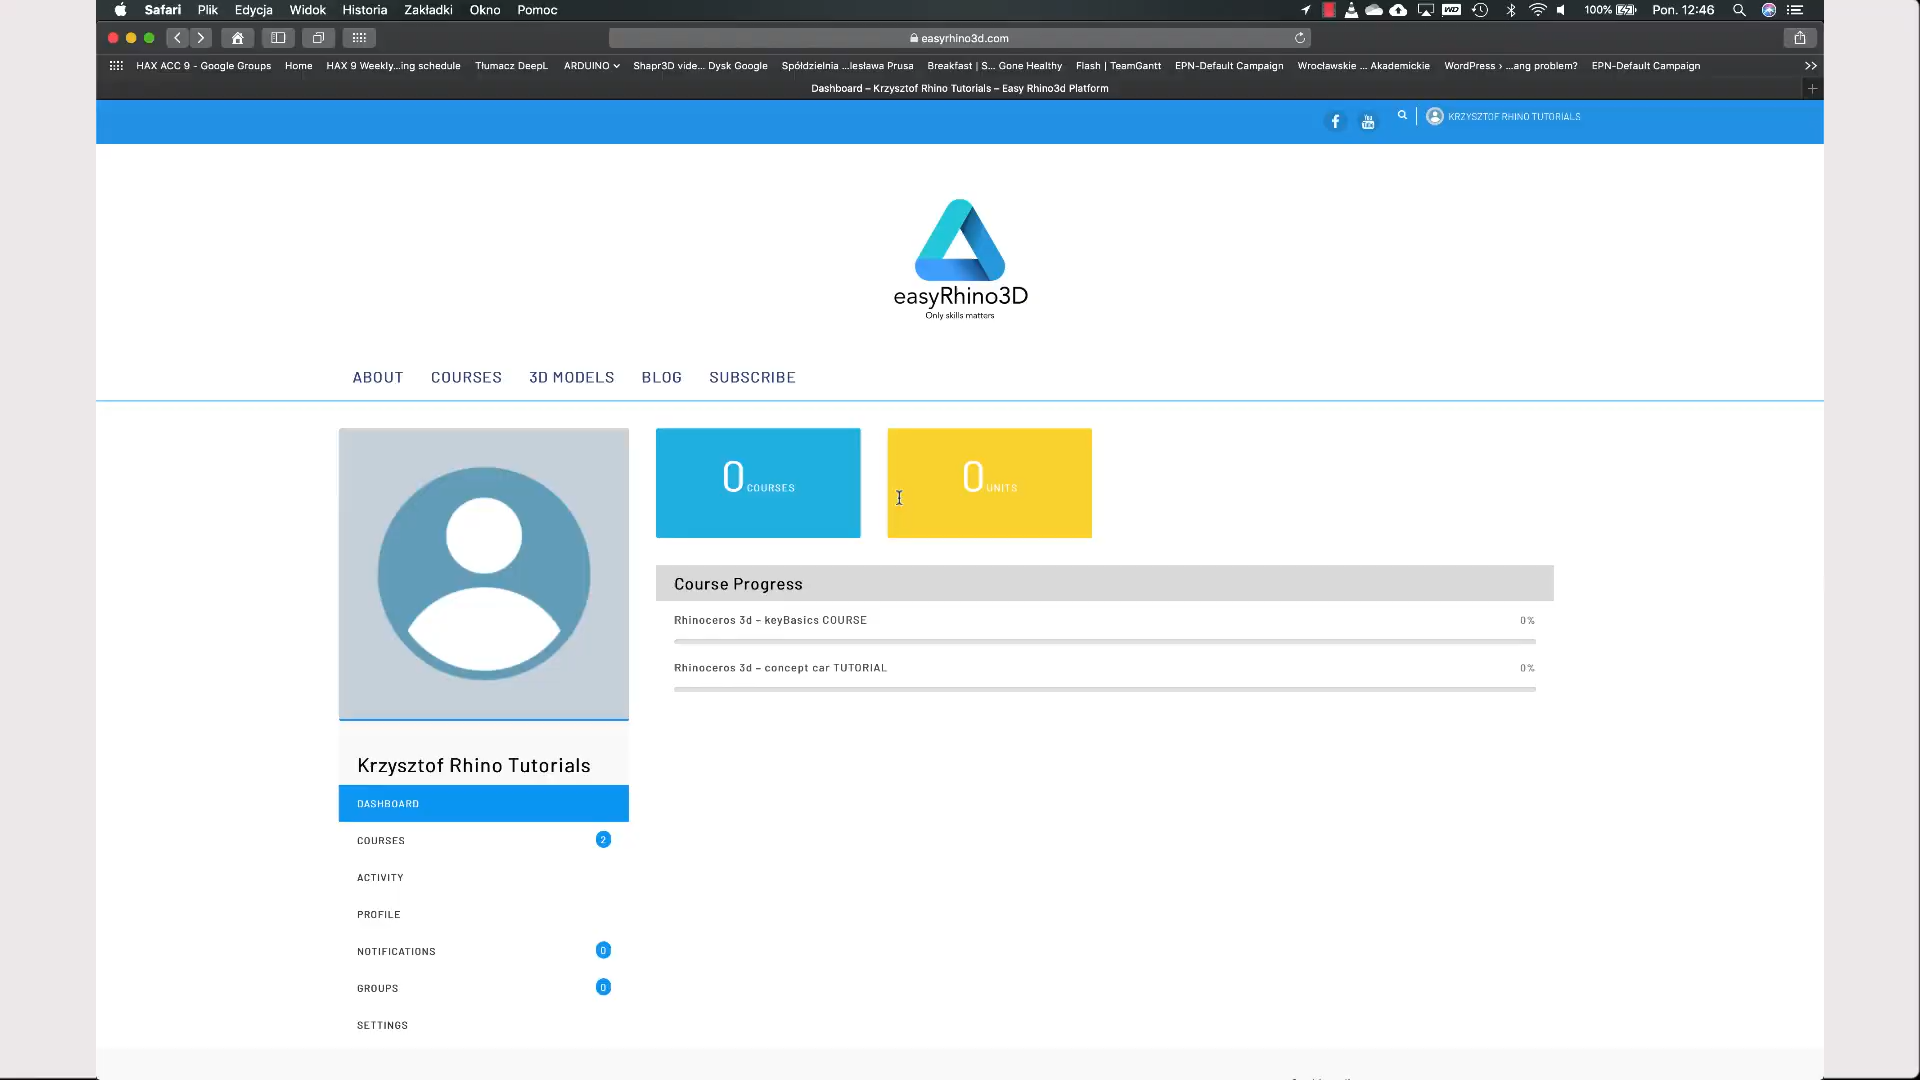 Safari Plik Edycja Widok Historia Zakładki Okno Pomoc WD 100% Pon. 12:46
easyrhino3d.com
HAX ACC 9 - Google Groups Home HAX 9 Weekly...ing schedule Tłumacz DeepL ARDUINO Shapr3D vide... Dysk Google Spółdzielnia ...lesława Prusa Breakfast | S... Gone Healthy Flash | TeamGantt EPN-Default Campaign Wrocławskie ... Akademickie WordPress › ...ang problem? EPN-Default Campaign
Dashboard – Krzysztof Rhino Tutorials – Easy Rhino3d Platform
You Tube KRZYSZTOF RHINO TUTORIALS
easyRhino3D
Only skills matters
ABOUT COURSES 3D MODELS BLOG SUBSCRIBE
0 COURSES 0 UNITS
Course Progress
Rhinoceros 3d – keyBasics COURSE 0%
Rhinoceros 3d – concept car TUTORIAL 0%
Krzysztof Rhino Tutorials
DASHBOARD
COURSES 2
ACTIVITY
PROFILE
NOTIFICATIONS 0
GROUPS 0
SETTINGS